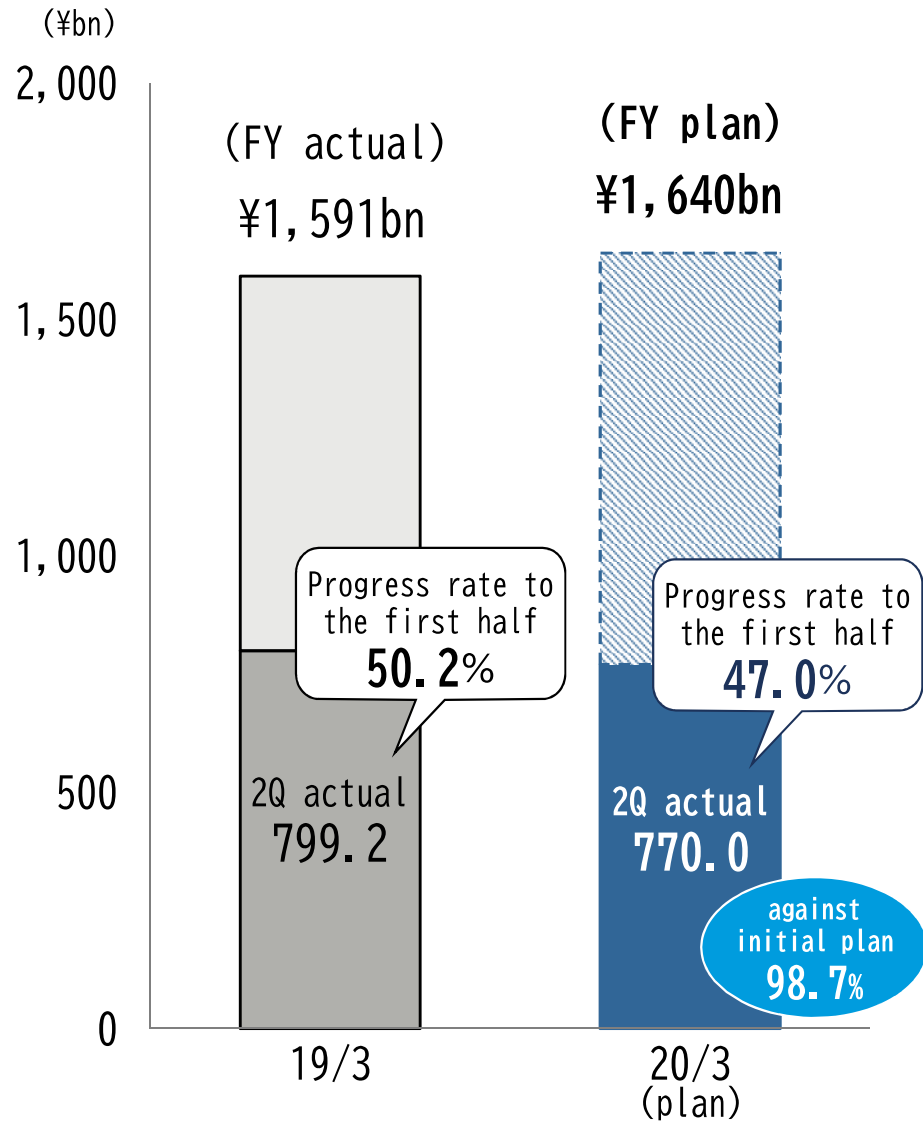 (¥bn)
2,000
1,500
1,000
500
0
(FY actual)
¥1,591bn
Progress rate to
the first half
50.2%
2Q actual
799.2
19/3
(FY plan)
¥1,640bn
Progress rate to
the first half
47.0%
2Q actual
770.0
against
initial plan
98.7%
20/3
(plan)